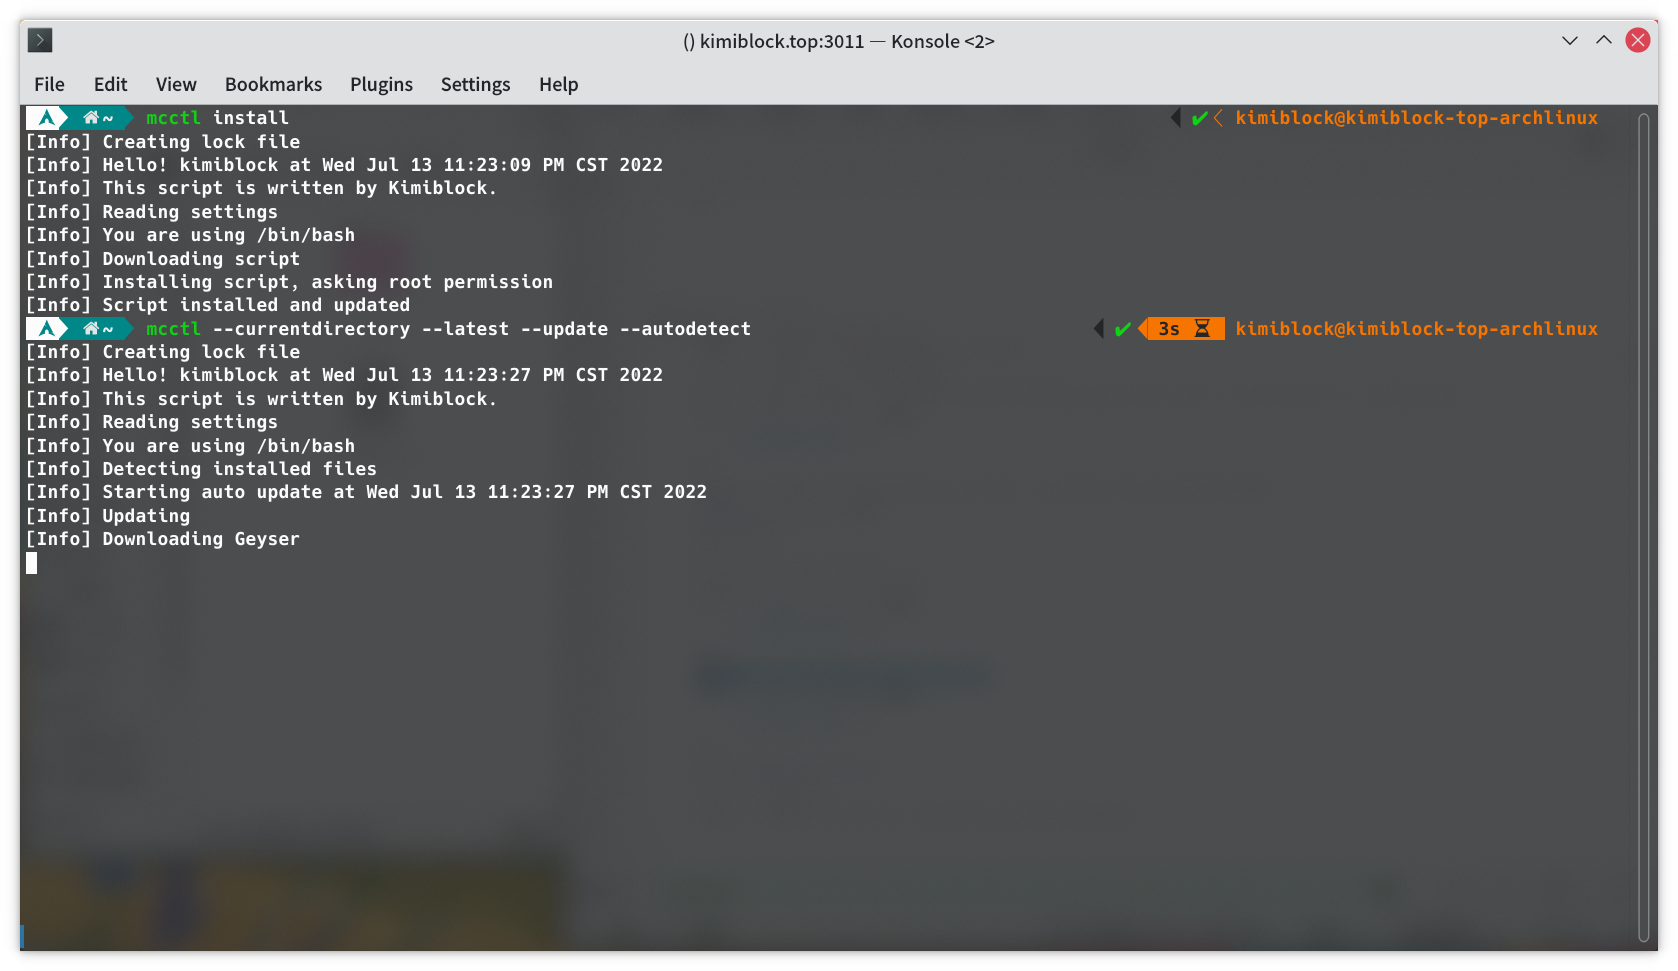 () kimiblock.top:3011 — Konsole <2>
File Edit View Bookmarks Plugins Settings Help
~ mcctl install ✔ kimiblock@kimiblock-top-archlinux
[Info] Creating lock file
[Info] Hello! kimiblock at Wed Jul 13 11:23:09 PM CST 2022
[Info] This script is written by Kimiblock.
[Info] Reading settings
[Info] You are using /bin/bash
[Info] Downloading script
[Info] Installing script, asking root permission
[Info] Script installed and updated
~ mcctl --currentdirectory --latest --update --autodetect ✔ 3s kimiblock@kimiblock-top-archlinux
[Info] Creating lock file
[Info] Hello! kimiblock at Wed Jul 13 11:23:27 PM CST 2022
[Info] This script is written by Kimiblock.
[Info] Reading settings
[Info] You are using /bin/bash
[Info] Detecting installed files
[Info] Starting auto update at Wed Jul 13 11:23:27 PM CST 2022
[Info] Updating
[Info] Downloading Geyser